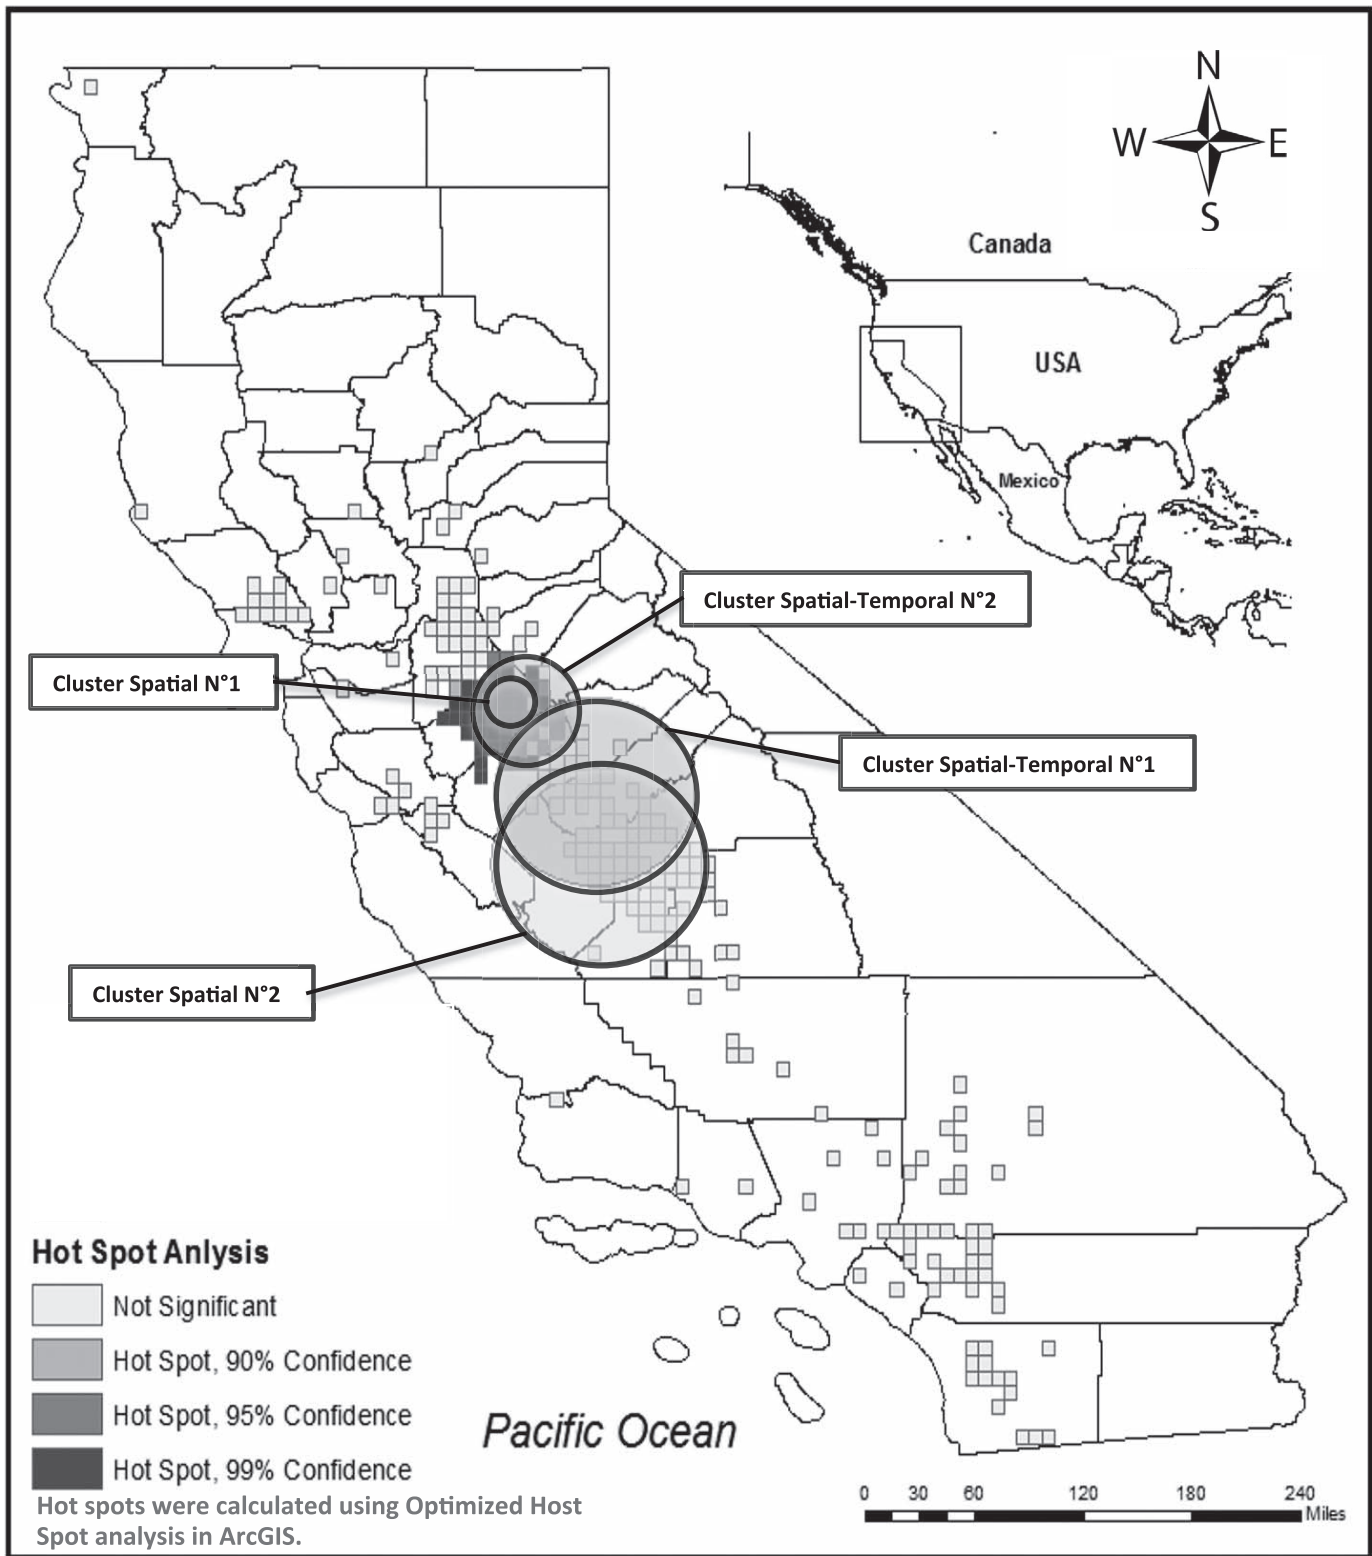 N
W E
S
Canada
USA
Mexico
Cluster Spatial-Temporal N°2
Cluster Spatial N°1
Cluster Spatial-Temporal N°1
Cluster Spatial N°2
Hot Spot Anlysis
Not Significant
Hot Spot, 90% Confidence
Hot Spot, 95% Confidence
Hot Spot, 99% Confidence
Hot spots were calculated using Optimized Host
Spot analysis in ArcGIS.
Pacific Ocean
0 30 60 120 180 240
Miles